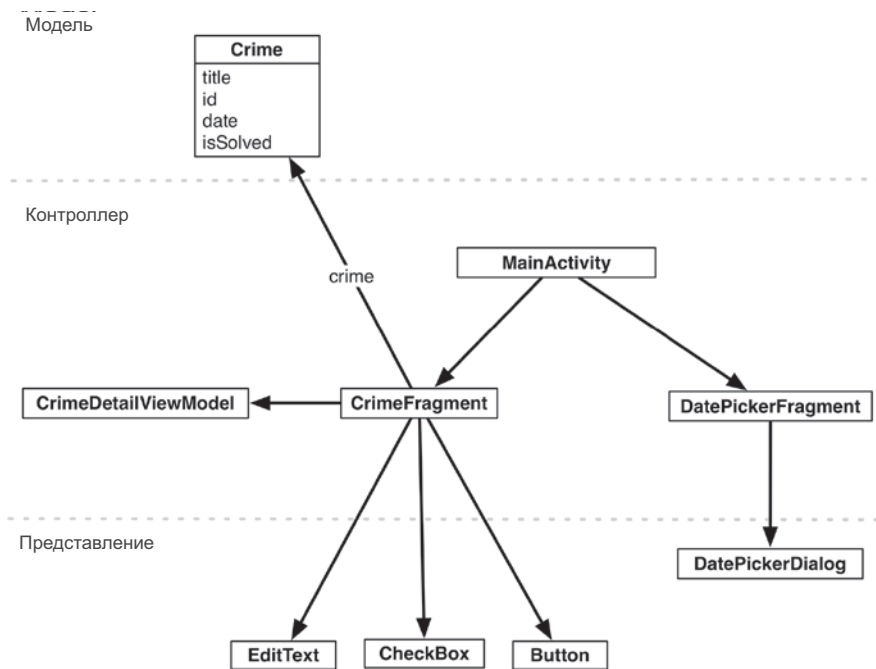 Модель
Crime
title
id
date
isSolved
Контроллер
MainActivity
crime
CrimeDetailViewModel
CrimeFragment
DatePickerFragment
Представление
DatePickerDialog
EditText
CheckBox
Button